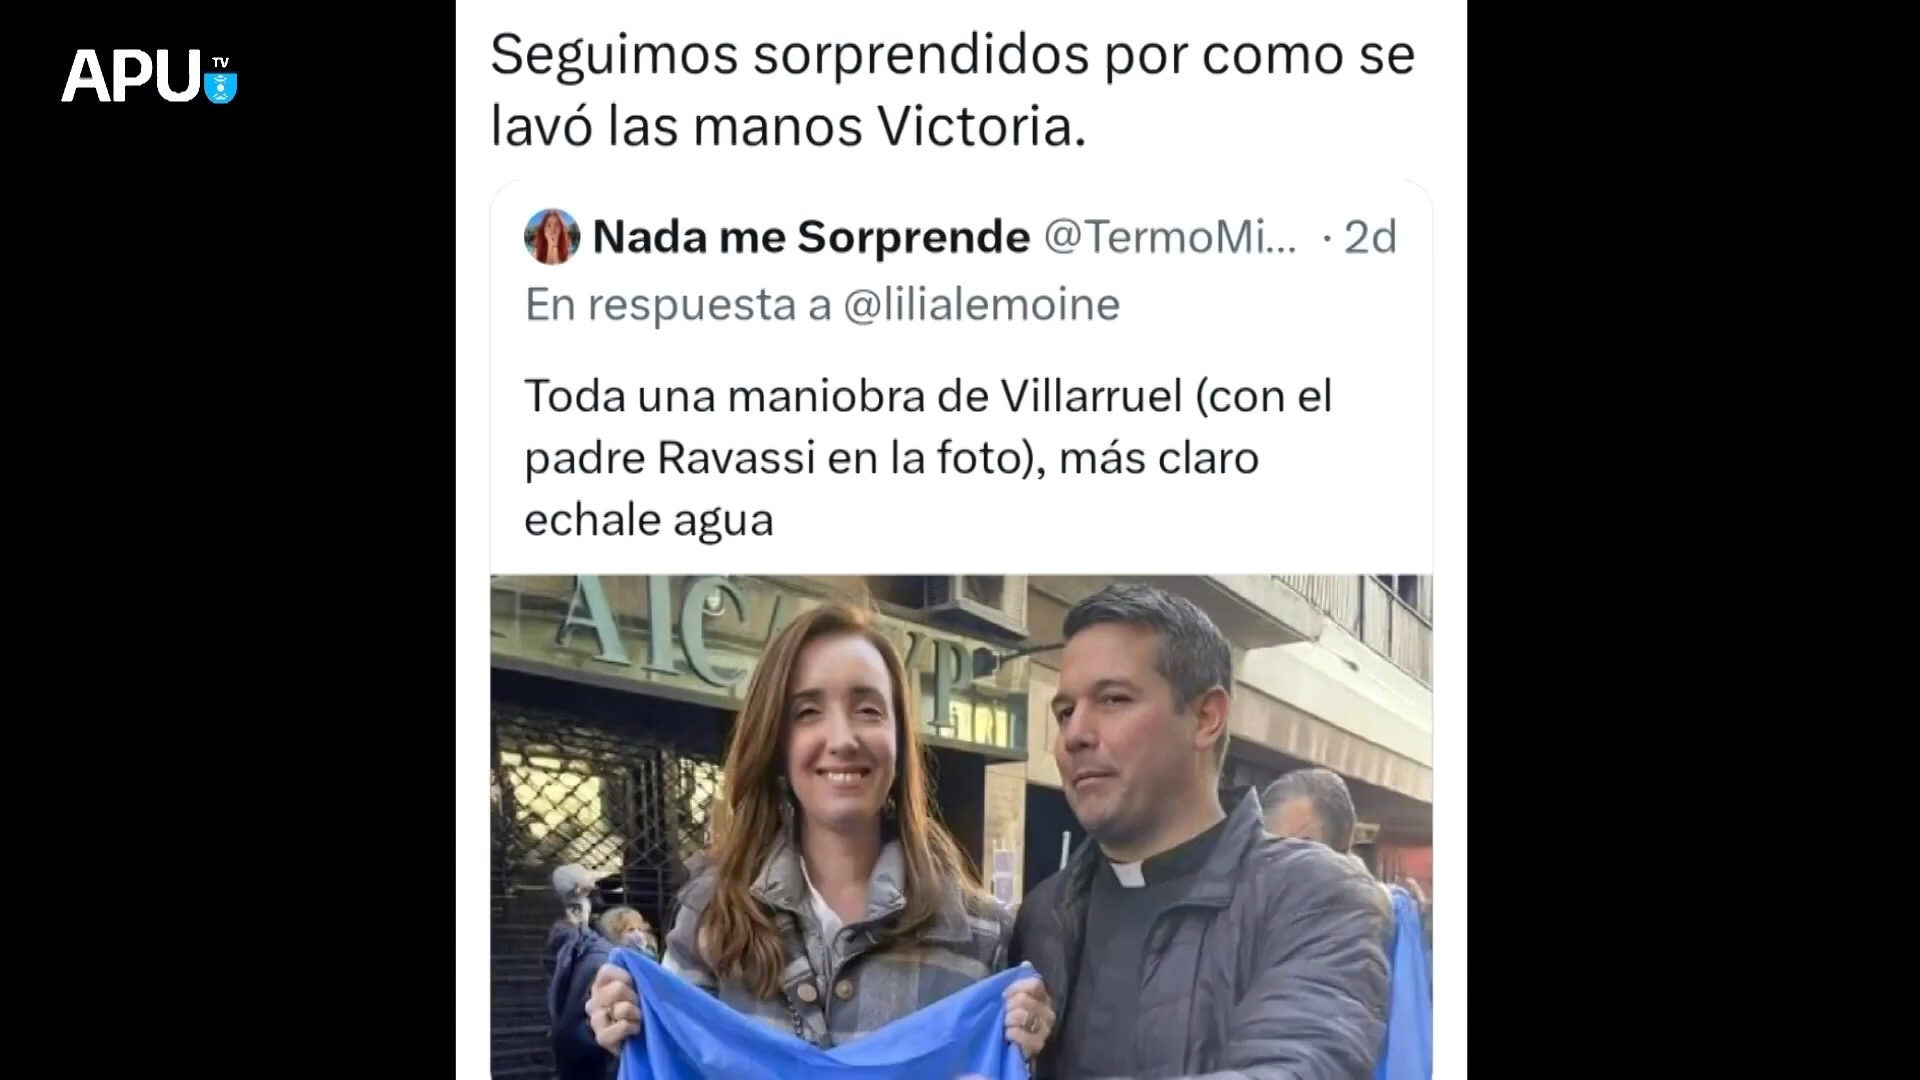 APU TV
Seguimos sorprendidos por como se
lavó las manos Victoria.
Nada me Sorprende @TermoMi... · 2d
En respuesta a @lilialemoine
Toda una maniobra de Villarruel (con el
padre Ravassi en la foto), más claro
echale agua